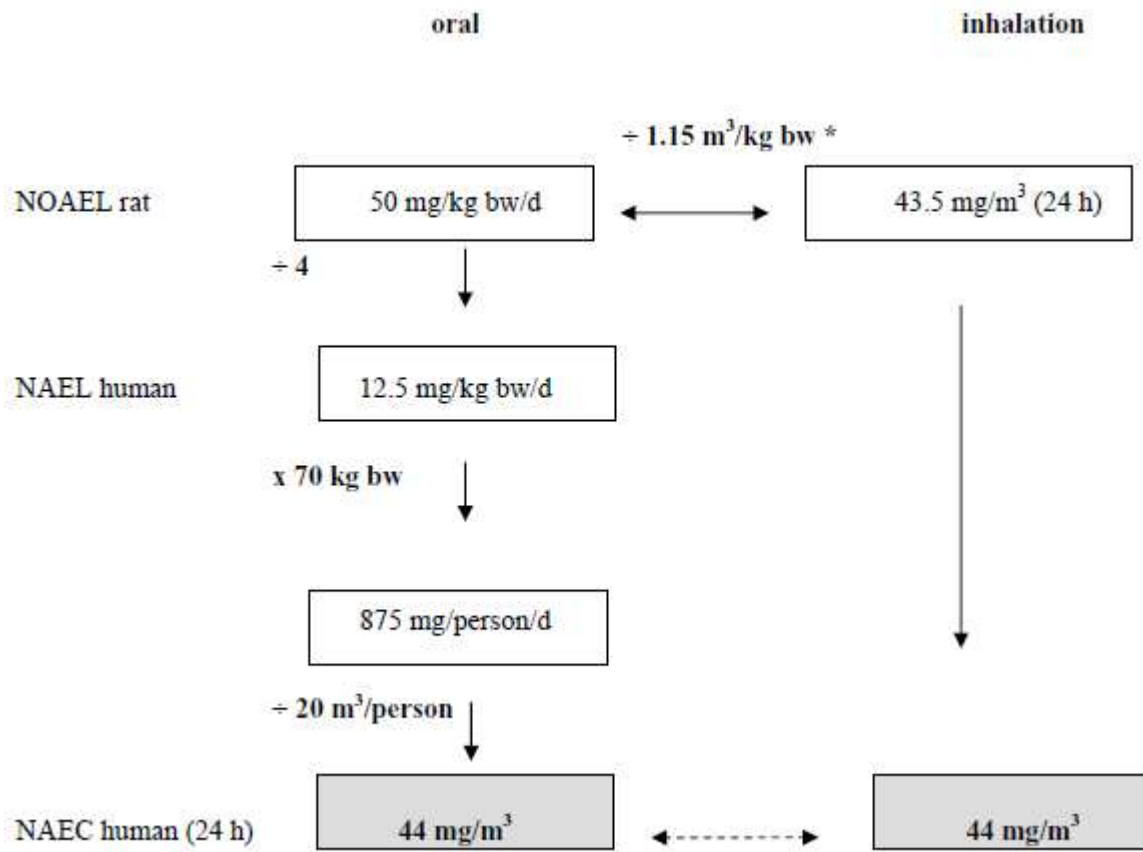 oral inhalation
÷ 1.15 m³/kg bw *
NOAEL rat 50 mg/kg bw/d 43.5 mg/m³ (24 h)
÷ 4
NAEL human 12.5 mg/kg bw/d
x 70 kg bw
875 mg/person/d
÷ 20 m³/person
NAEC human (24 h) 44 mg/m³ 44 mg/m³